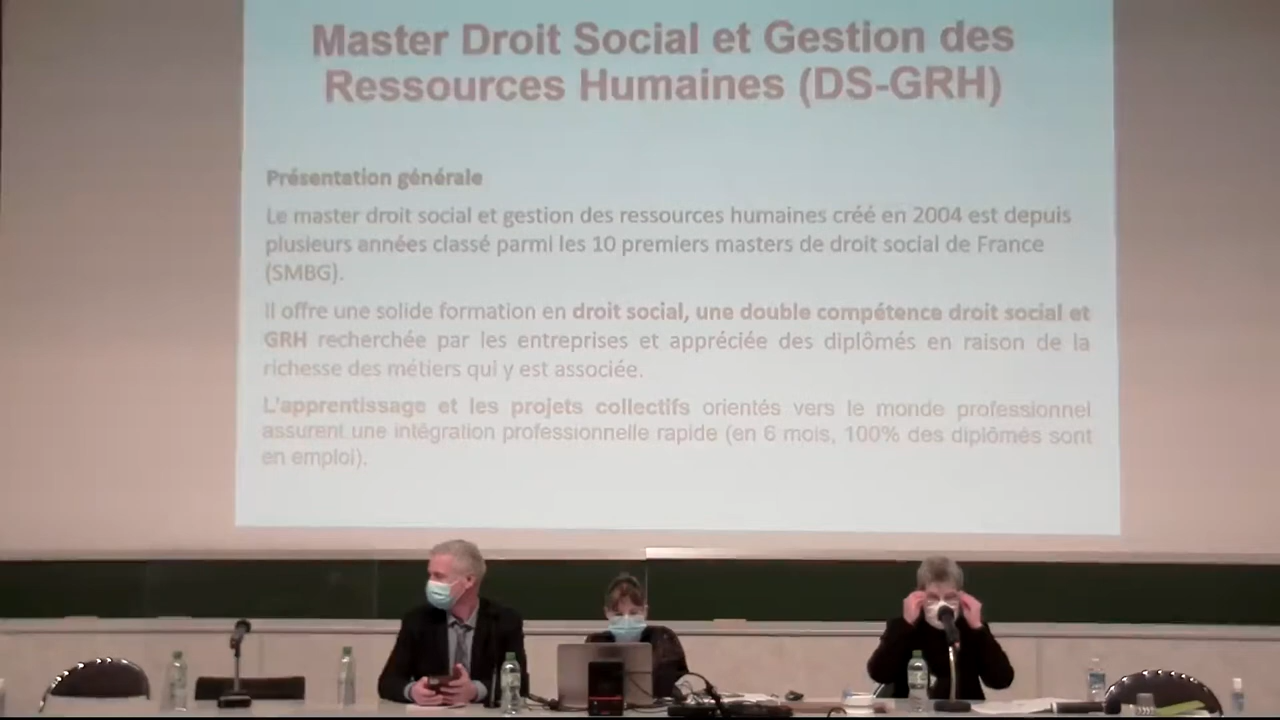 Master Droit Social et Gestion des
Ressources Humaines (DS-GRH)
Présentation générale
Le master droit social et gestion des ressources humaines créé en 2004 est depuis
plusieurs années classé parmi les 10 premiers masters de droit social de France
(SMBG).
Il offre une solide formation en droit social, une double compétence droit social et
GRH recherchée par les entreprises et appréciée des diplômés en raison de la
richesse des métiers qui y est associée.
L'apprentissage et les projets collectifs orientés vers le monde professionnel
assurent une intégration professionnelle rapide (en 6 mois, 100% des diplômés sont
en emploi).